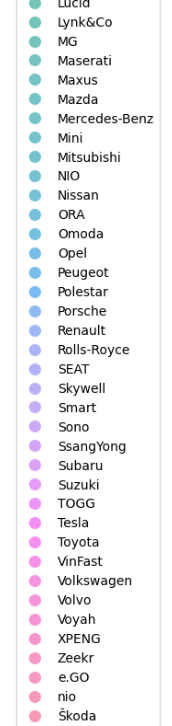 Lucid
Lynk&Co
MG
Maserati
Maxus
Mazda
Mercedes-Benz
Mini
Mitsubishi
NIO
Nissan
ORA
Omoda
Opel
Peugeot
Polestar
Porsche
Renault
Rolls-Royce
SEAT
Skywell
Smart
Sono
SsangYong
Subaru
Suzuki
TOGG
Tesla
Toyota
VinFast
Volkswagen
Volvo
Voyah
XPENG
Zeekr
e.GO
nio
Škoda